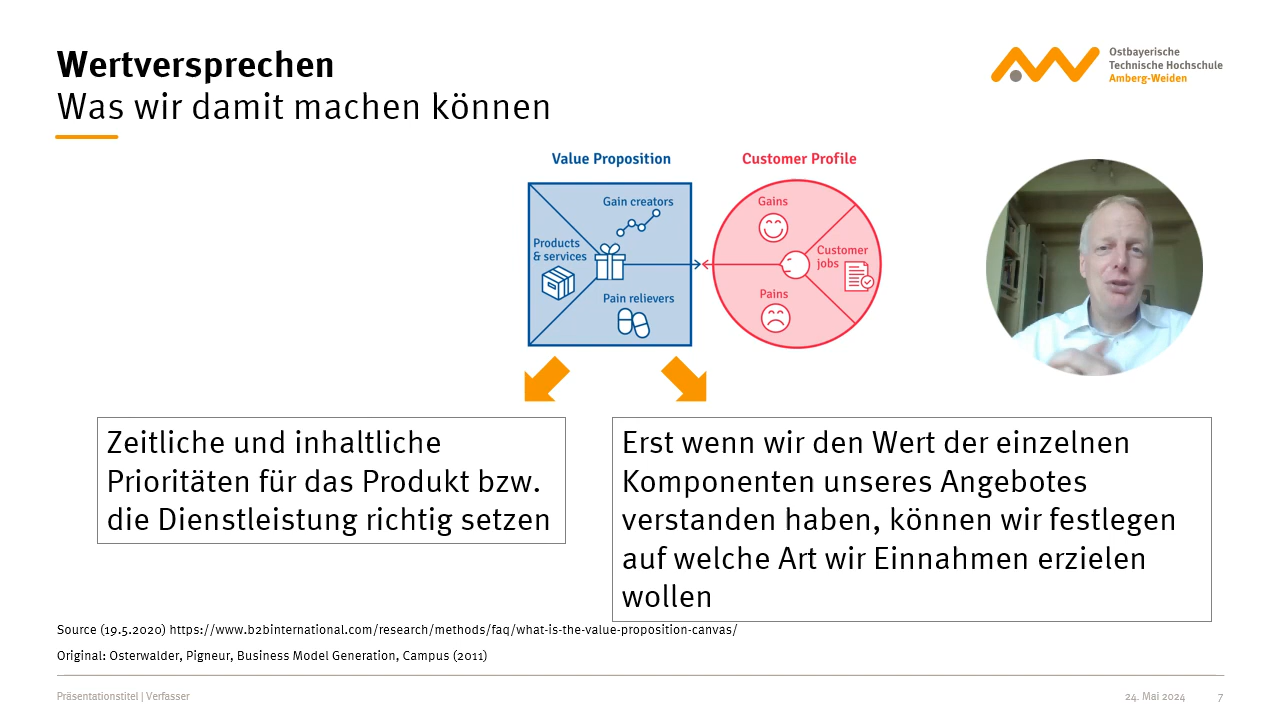 Wertversprechen
Was wir damit machen können
Ostbayerische
Technische Hochschule
Amberg-Weiden
Value Proposition
Customer Profile
Gain creators
Products
& services
Pain relievers
Gains
Customer
jobs
Pains
Zeitliche und inhaltliche
Prioritäten für das Produkt bzw.
die Dienstleistung richtig setzen
Erst wenn wir den Wert der einzelnen
Komponenten unseres Angebotes
verstanden haben, können wir festlegen
auf welche Art wir Einnahmen erzielen
wollen
Source (19.5.2020) https://www.b2binternational.com/research/methods/faq/what-is-the-value-proposition-canvas/
Original: Osterwalder, Pigneur, Business Model Generation, Campus (2011)
Präsentationstitel | Verfasser
24. Mai 2024
7